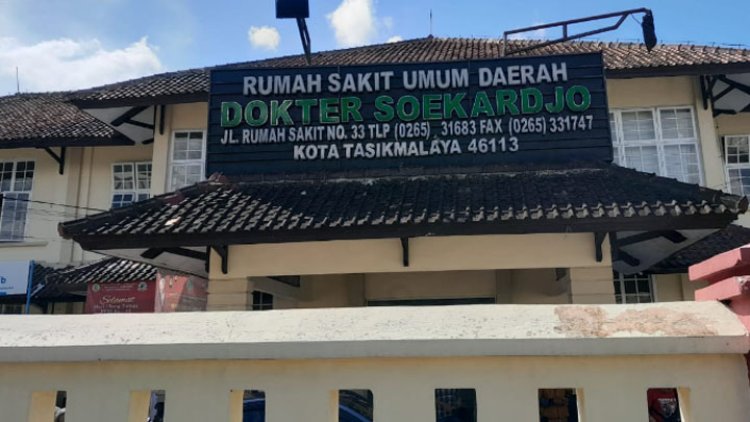 RUMAH SAKIT UMUM DAERAH
DOKTER SOEKARDJO
JL. RUMAH SAKIT NO. 33 TLP (0265) 31683 FAX (0265) 331747
KOTA TASIKMALAYA 46113
Selamat